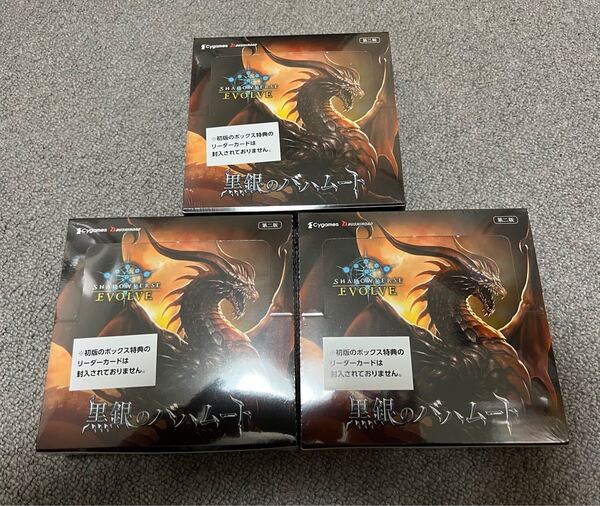 Cygames BUSHIROAD 第二版
SHADOWVERSE
EVOLVE
※初版のボックス特典の
リーダーカードは
封入されておりません。
黒銀のバハムート
Cygames BUSHIROAD 第二版
SHADOWVERSE
EVOLVE
※初版のボックス特典の
リーダーカードは
封入されておりません。
黒銀のバハムート
Cygames BUSHIROAD 第二版
SHADOWVERSE
EVOLVE
※初版のボックス特典の
リーダーカードは
封入されておりません。
黒銀のバハムート